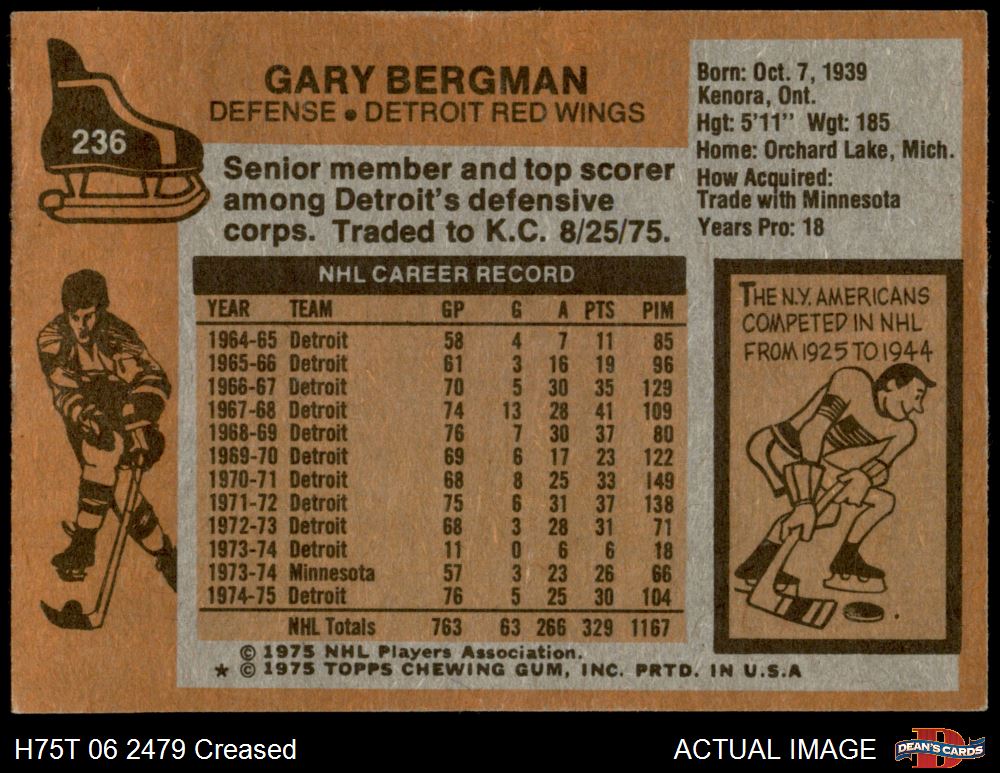 236
GARY BERGMAN
DEFENSE • DETROIT RED WINGS
Senior member and top scorer
among Detroit's defensive
corps. Traded to K.C. 8/25/75.
Born: Oct. 7, 1939
Kenora, Ont.
Hgt: 5'11" Wgt: 185
Home: Orchard Lake, Mich.
How Acquired:
Trade with Minnesota
Years Pro: 18
NHL CAREER RECORD
YEAR TEAM GP G A PTS PIM
1964-65 Detroit 58 4 7 11 85
1965-66 Detroit 61 3 16 19 96
1966-67 Detroit 70 5 30 35 129
1967-68 Detroit 74 13 28 41 109
1968-69 Detroit 76 7 30 37 80
1969-70 Detroit 69 6 17 23 122
1970-71 Detroit 68 8 25 33 149
1971-72 Detroit 75 6 31 37 138
1972-73 Detroit 68 3 28 31 71
1973-74 Detroit 11 0 6 6 18
1973-74 Minnesota 57 3 23 26 66
1974-75 Detroit 76 5 25 30 104
NHL Totals 763 63 266 329 1167
THE N.Y. AMERICANS
COMPETED IN NHL
FROM 1925 TO 1944
© 1975 NHL Players Association.
★ © 1975 TOPPS CHEWING GUM, INC. PRTD. IN U.S.A
H75T 06 2479 Creased
ACTUAL IMAGE
D
DEAN'S CARDS